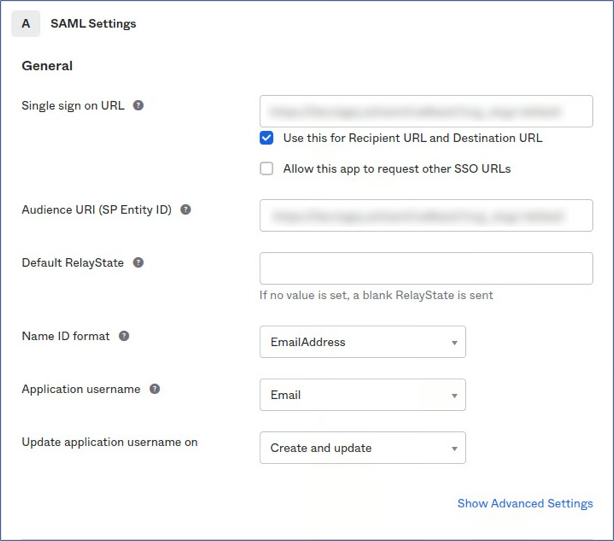 A SAML Settings
General
Single sign on URL ?
Use this for Recipient URL and Destination URL
Allow this app to request other SSO URLs
Audience URI (SP Entity ID) ?
Default RelayState ?
If no value is set, a blank RelayState is sent
Name ID format ? EmailAddress
Application username ? Email
Update application username on Create and update
Show Advanced Settings